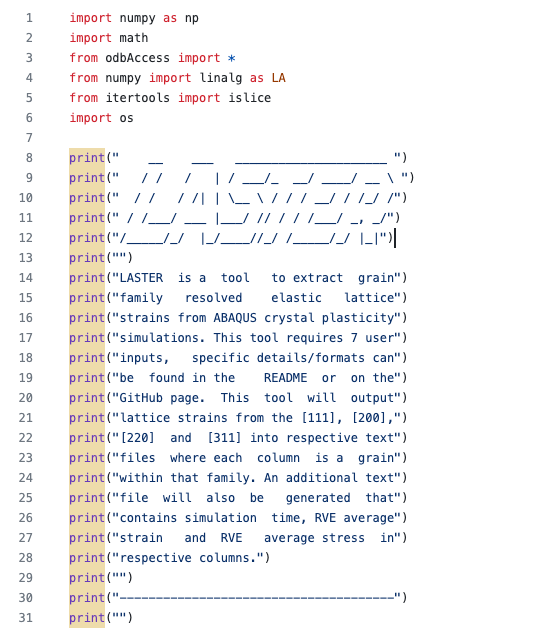 1 import numpy as np
2 import math
3 from odbAccess import *
4 from numpy import linalg as LA
5 from itertools import islice
6 import os
7
8 print("    __    ___   _____________________ ")
9 print("   / /   /   | / ___/_  __/ ____/ __ \ ")
10 print("  / /   / /| | \__ \ / / / __/ / /_/ /")
11 print(" / /___/ ___ |___/ // / / /___/ _, _/")
12 print("/_____/_/  |_/____//_/ /_____/_/ |_|")
13 print("")
14 print("LASTER  is a  tool   to extract  grain")
15 print("family   resolved   elastic   lattice")
16 print("strains from ABAQUS crystal plasticity")
17 print("simulations. This tool requires 7 user")
18 print("inputs,   specific details/formats can")
19 print("be  found in the    README  or  on the")
20 print("GitHub page.  This  tool  will  output")
21 print("lattice strains from the [111], [200],")
22 print("[220]  and  [311] into respective text")
23 print("files  where each  column  is a  grain")
24 print("within that family. An additional text")
25 print("file  will  also  be   generated  that")
26 print("contains simulation  time, RVE average")
27 print("strain   and  RVE   average stress  in")
28 print("respective columns.")
29 print("")
30 print("--------------------------------------")
31 print("")